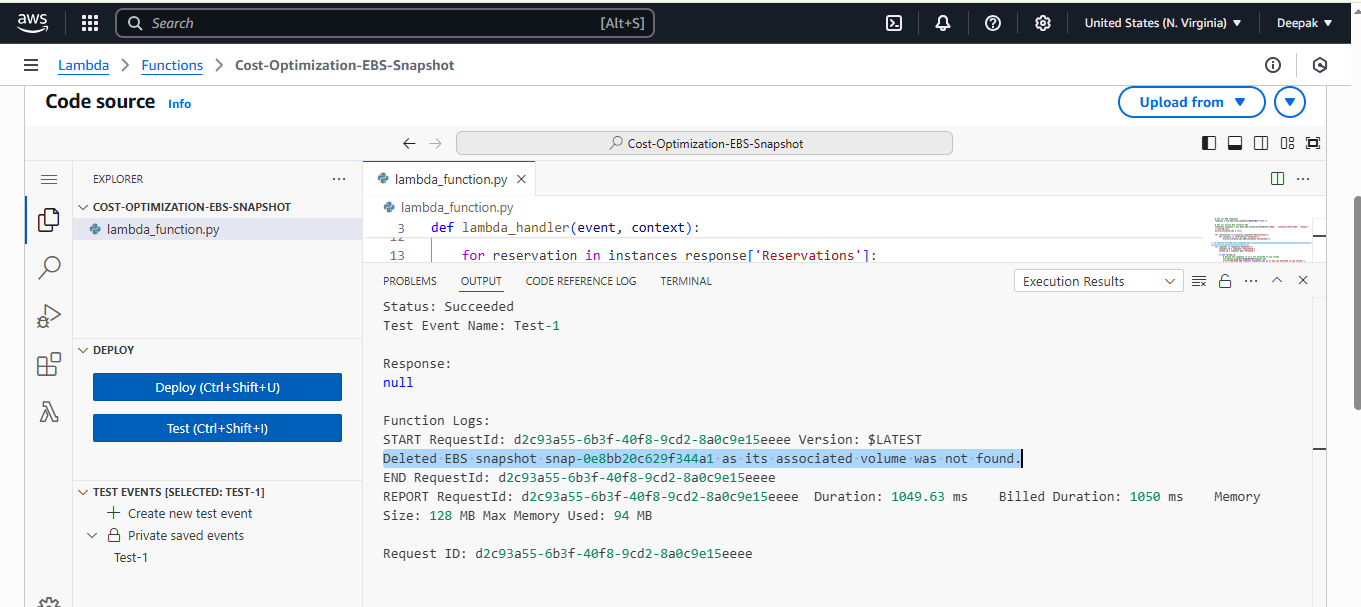 aws
Search [Alt+S]
United States (N. Virginia)
Deepak
Lambda
Functions
Cost-Optimization-EBS-Snapshot
Code source Info
Upload from
Cost-Optimization-EBS-Snapshot
EXPLORER
COST-OPTIMIZATION-EBS-SNAPSHOT
lambda_function.py
DEPLOY
Deploy (Ctrl+Shift+U)
Test (Ctrl+Shift+I)
TEST EVENTS [SELECTED: TEST-1]
Create new test event
Private saved events
Test-1
lambda_function.py
lambda_function.py
3 def lambda_handler(event, context):
12
13 for reservation in instances_response['Reservations']:
PROBLEMS OUTPUT CODE REFERENCE LOG TERMINAL
Execution Results
Status: Succeeded
Test Event Name: Test-1
Response:
null
Function Logs:
START RequestId: d2c93a55-6b3f-40f8-9cd2-8a0c9e15eeee Version: $LATEST
Deleted EBS snapshot snap-0e8bb20c629f344a1 as its associated volume was not found.
END RequestId: d2c93a55-6b3f-40f8-9cd2-8a0c9e15eeee
REPORT RequestId: d2c93a55-6b3f-40f8-9cd2-8a0c9e15eeee Duration: 1049.63 ms Billed Duration: 1050 ms Memory
Size: 128 MB Max Memory Used: 94 MB
Request ID: d2c93a55-6b3f-40f8-9cd2-8a0c9e15eeee